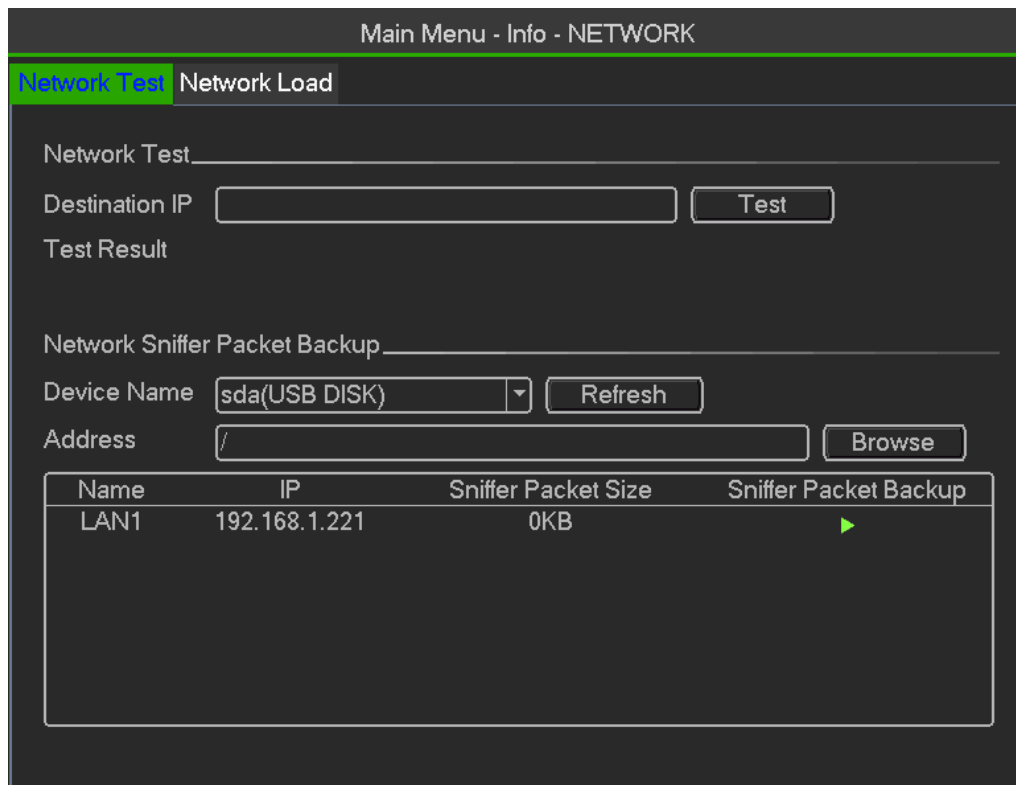 Main Menu - Info - NETWORK
Network Test Network Load
Network Test
Destination IP Test
Test Result
Network Sniffer Packet Backup
Device Name sda(USB DISK) Refresh
Address / Browse
Name IP Sniffer Packet Size Sniffer Packet Backup
LAN1 192.168.1.221 0KB